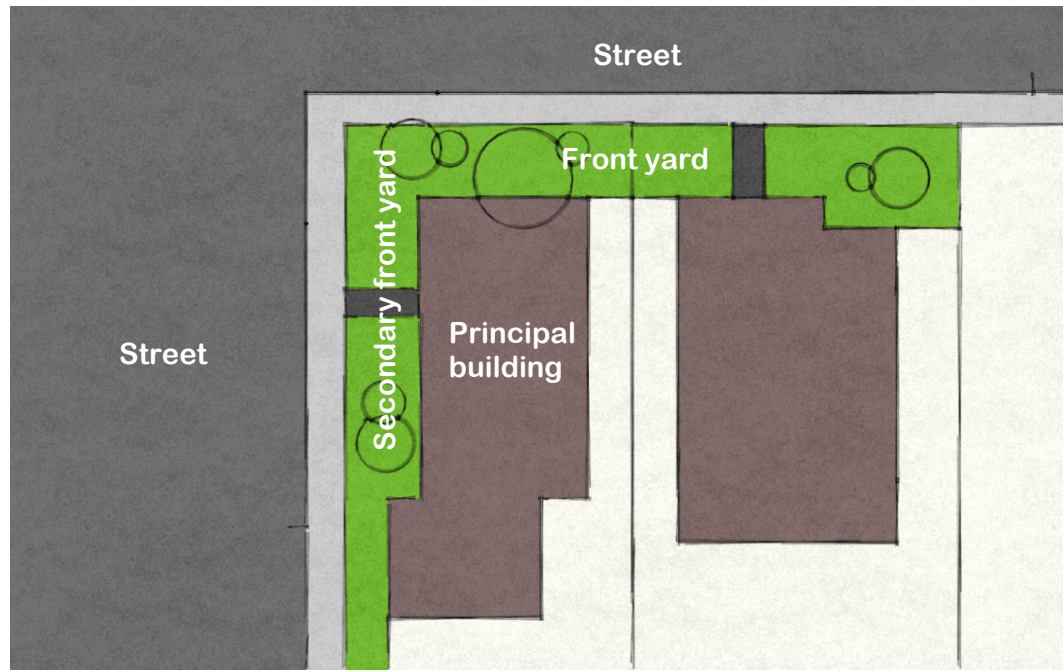 Street
Front yard
Secondary front yard
Street
Principal
building